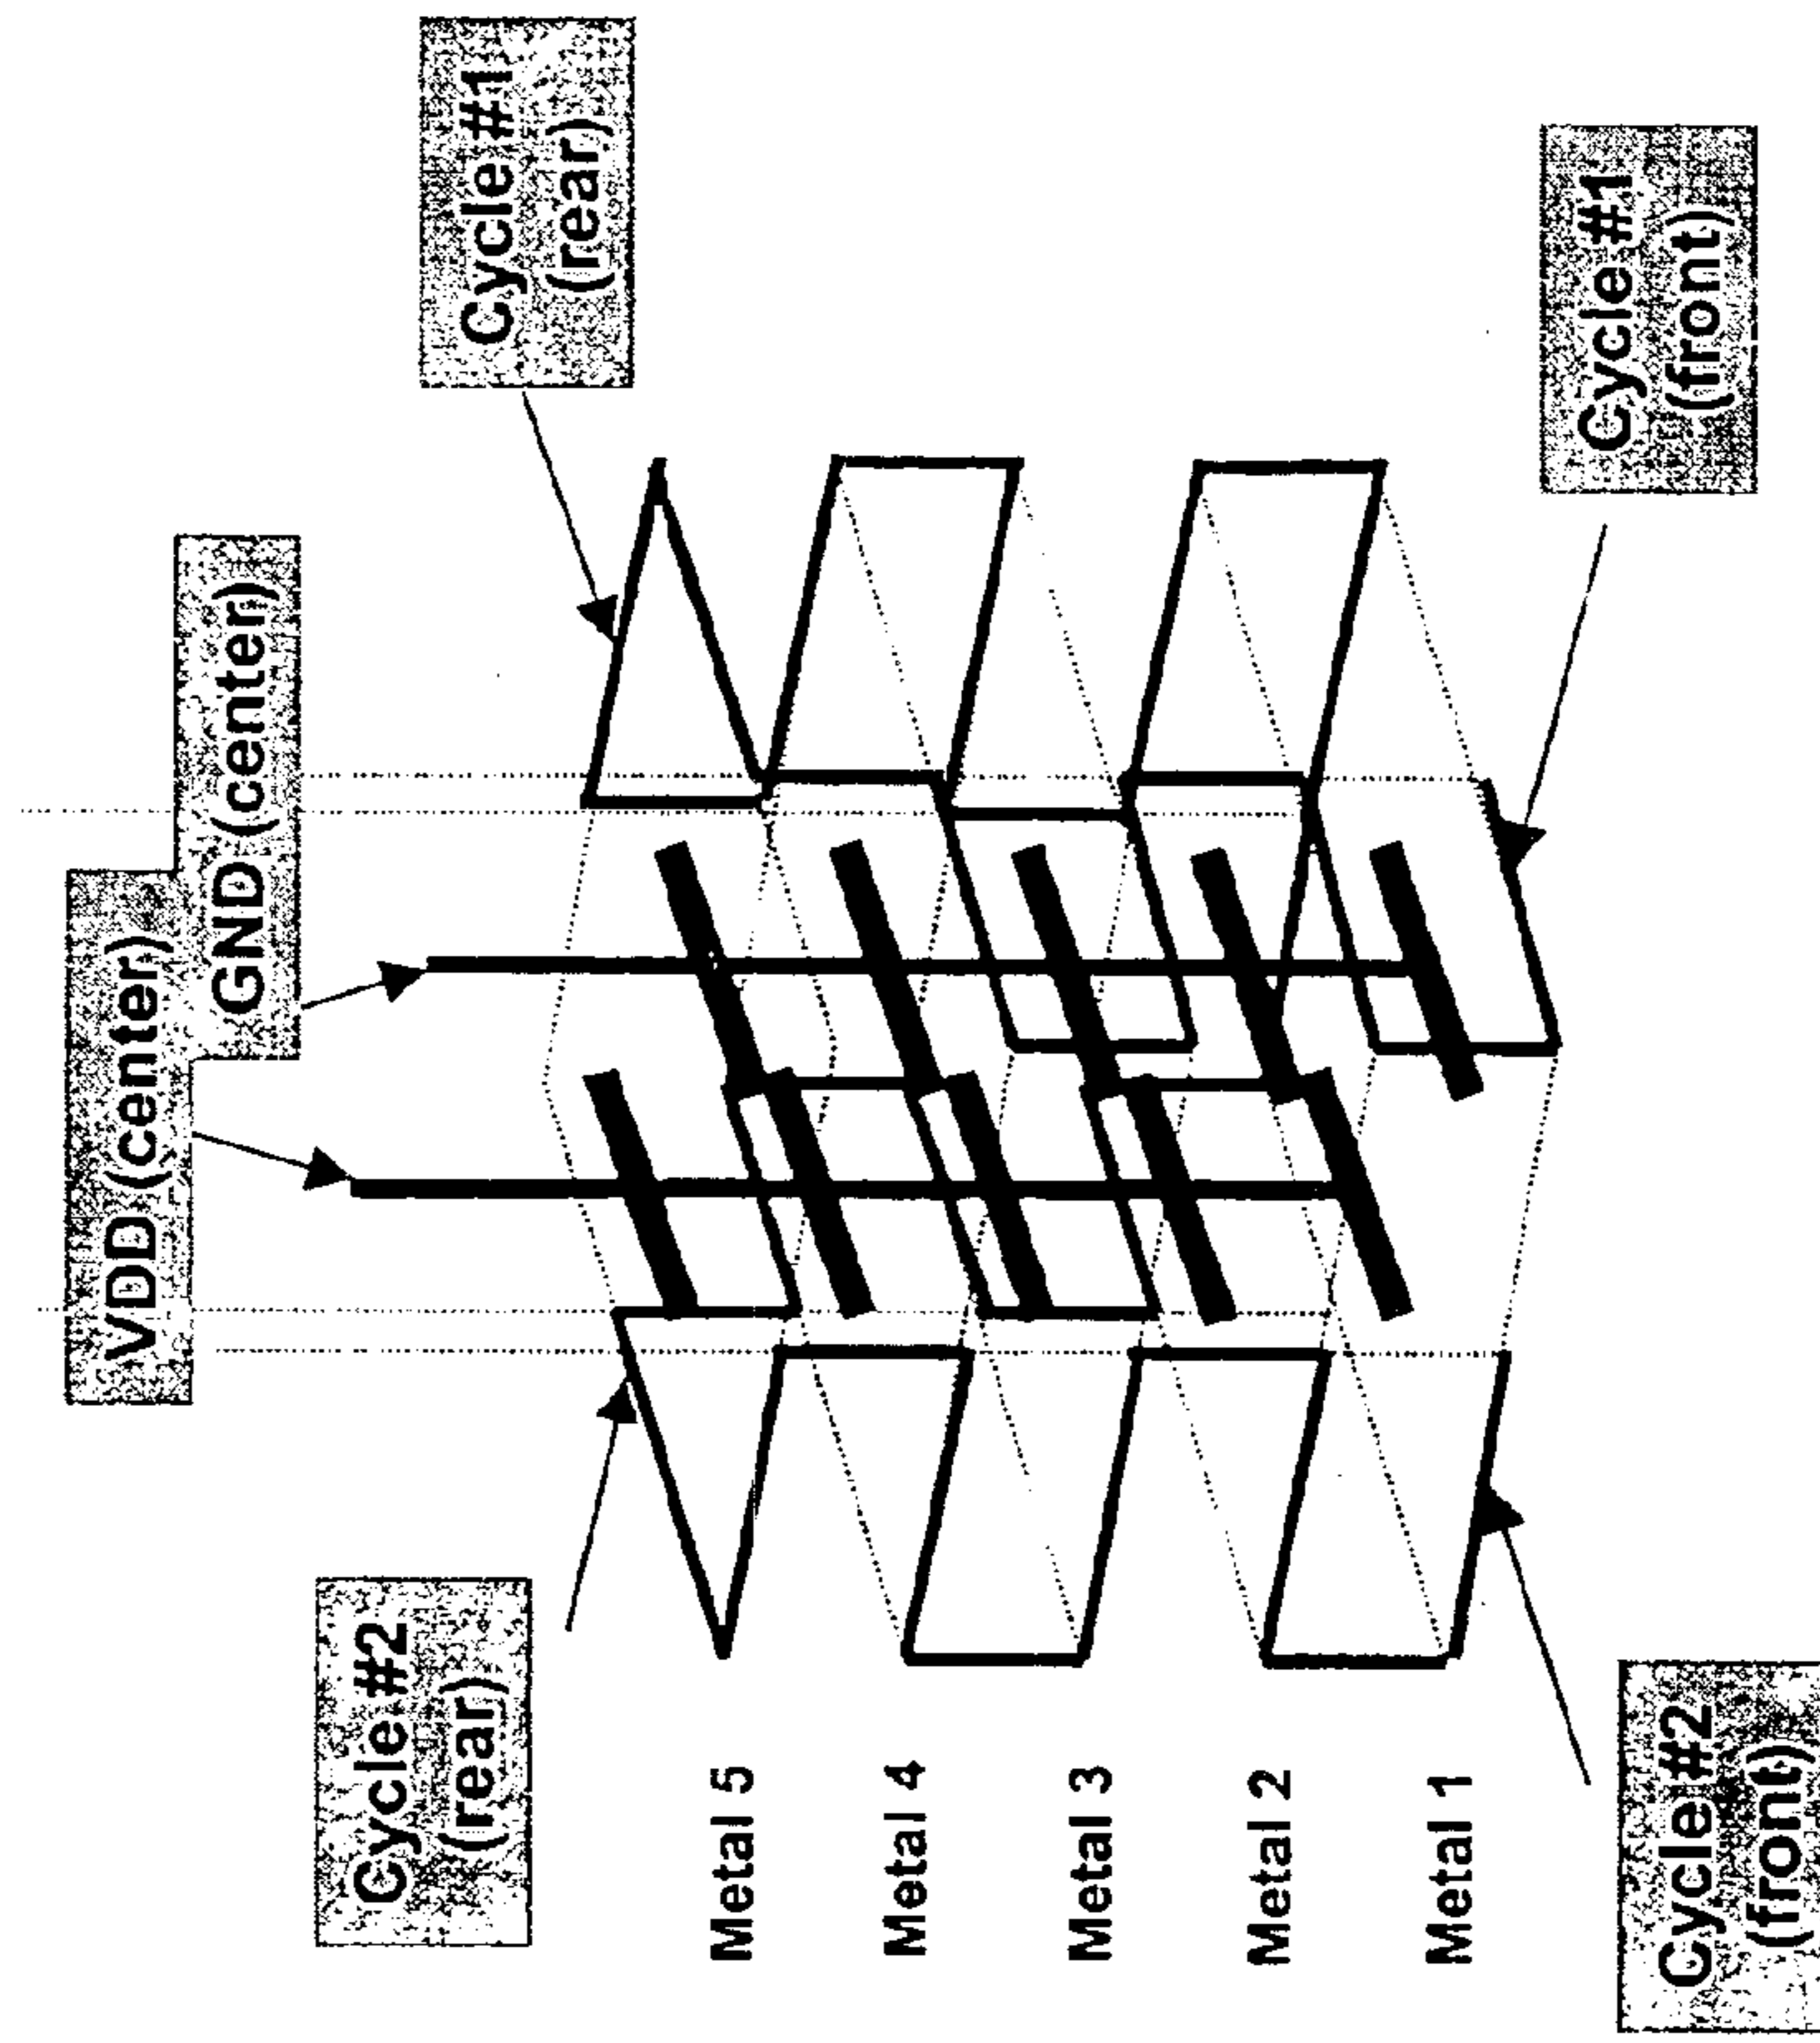 VDD (center)
GND (center)
Cycle #2
(rear)
Cycle #1
(rear)
Metal 5
Metal 4
Metal 3
Metal 2
Metal 1
Cycle #2
(front)
Cycle #1
(front)